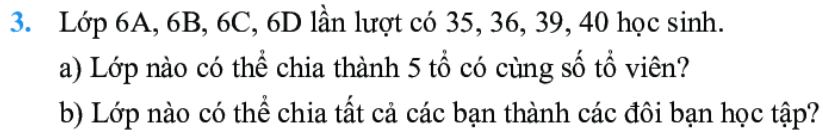 3. Lớp 6A, 6B, 6C, 6D lần lượt có 35, 36, 39, 40 học sinh.
a) Lớp nào có thể chia thành 5 tổ có cùng số tổ viên?
b) Lớp nào có thể chia tất cả các bạn thành các đôi bạn học tập?